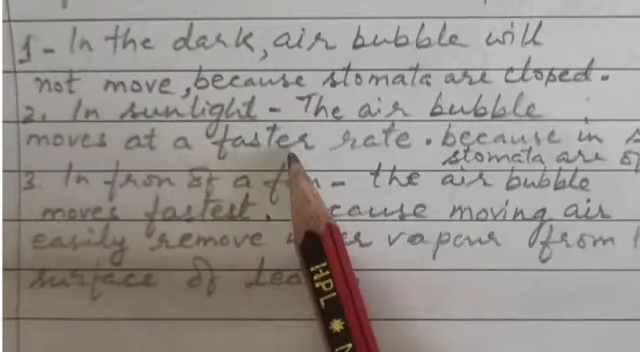 1- In the dark, air bubble will
not move, because stomata are closed.
2. In sunlight - The air bubble
moves at a faster rate. because in
stomata are
3. In fron of a - the air bubble
moves fastest. cause moving air
easily remove vapour from
surface of
HPL